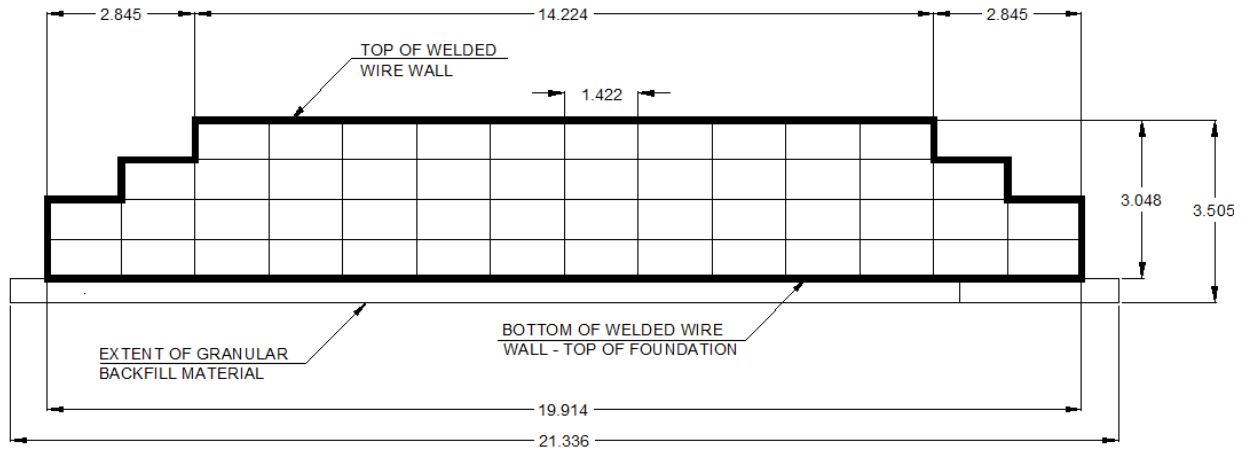 2.845
14.224
2.845
TOP OF WELDED
WIRE WALL
1.422
3.048
3.505
BOTTOM OF WELDED WIRE
WALL - TOP OF FOUNDATION
EXTENT OF GRANULAR
BACKFILL MATERIAL
19.914
21.336